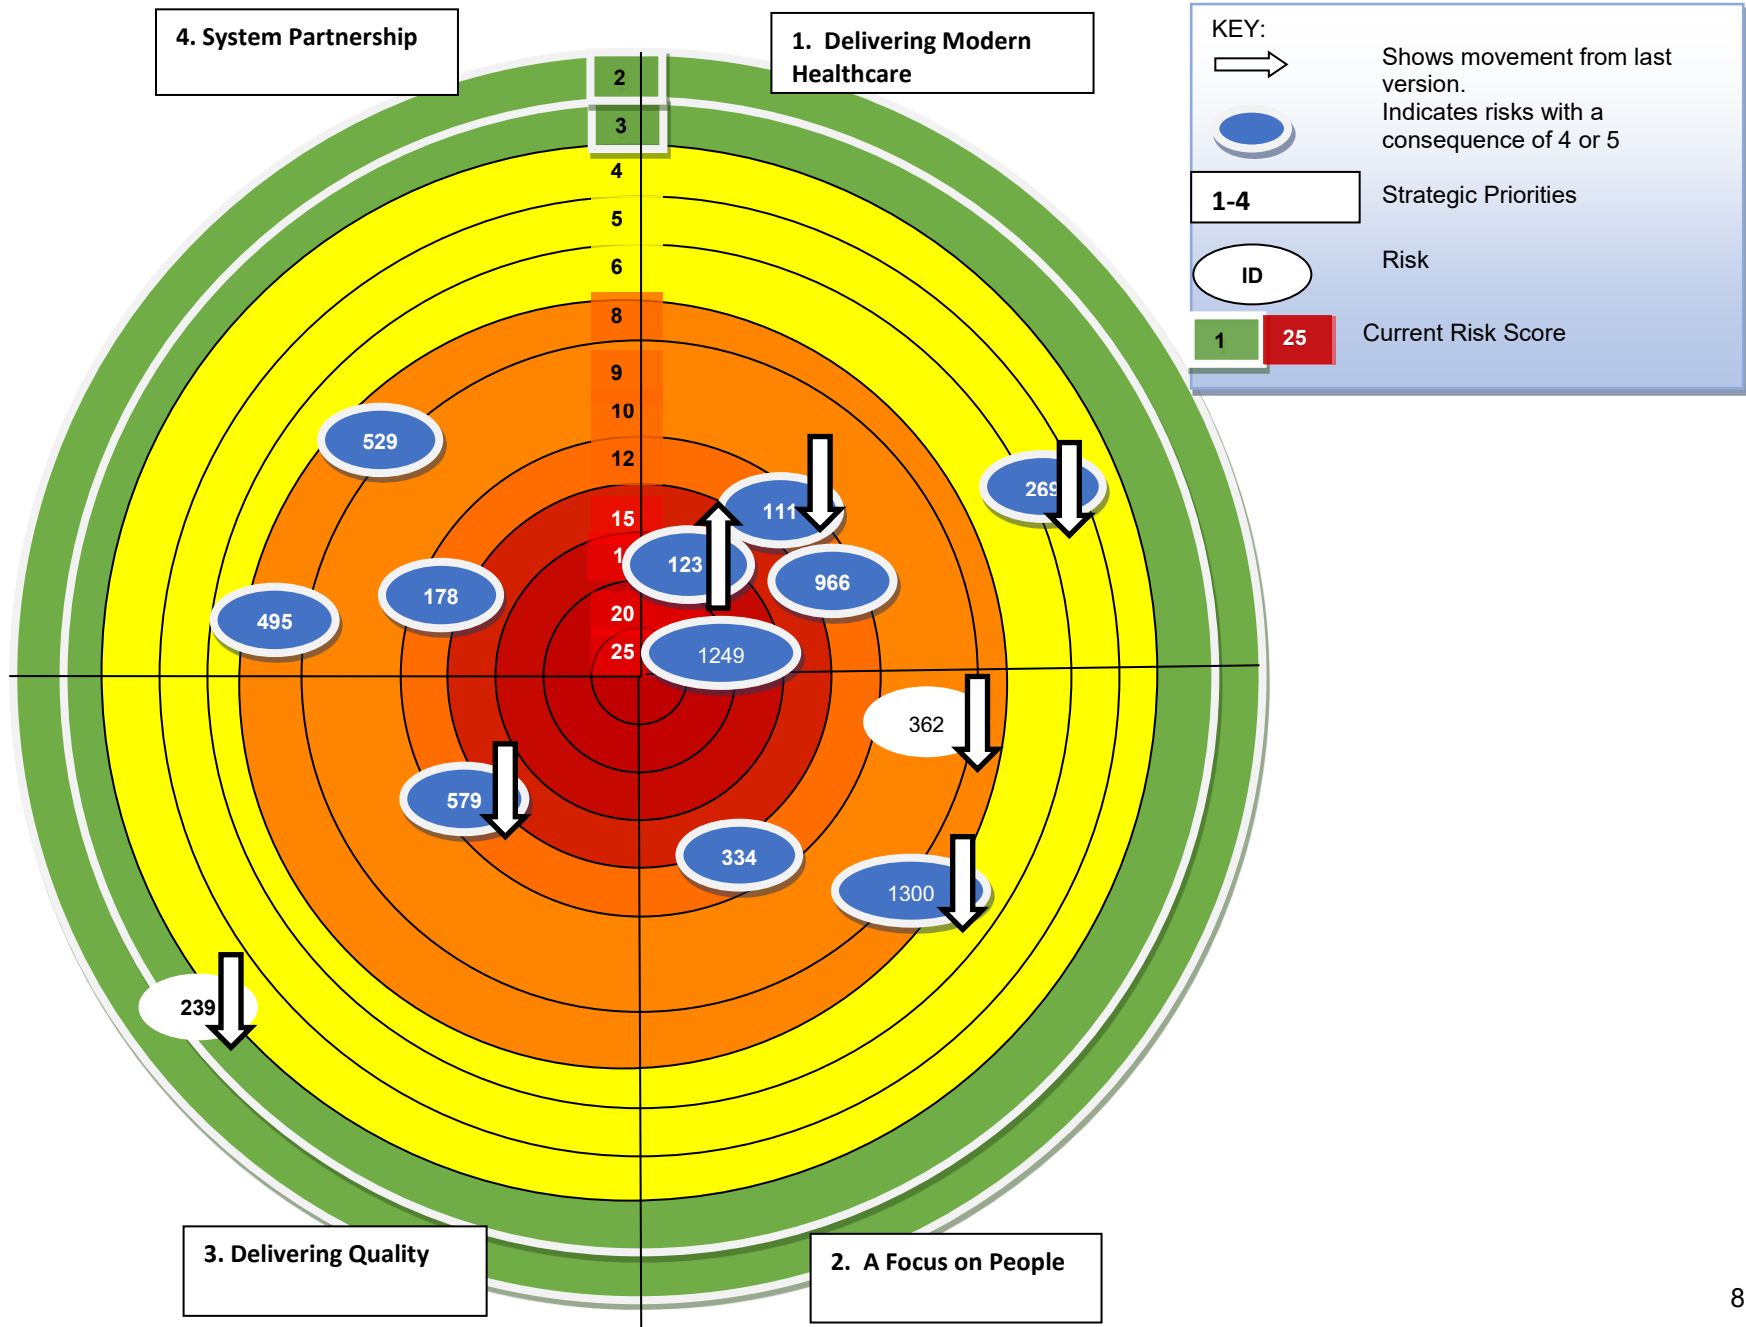 4. System Partnership
1. Delivering Modern
Healthcare
KEY:
Shows movement from last
version.
Indicates risks with a
consequence of 4 or 5
1-4
Strategic Priorities
ID
Risk
1
25
Current Risk Score
2
3
4
5
6
8
9
10
12
15
1
20
25
529
111
269
123
966
178
495
1249
362
579
334
1300
239
3. Delivering Quality
2. A Focus on People
8